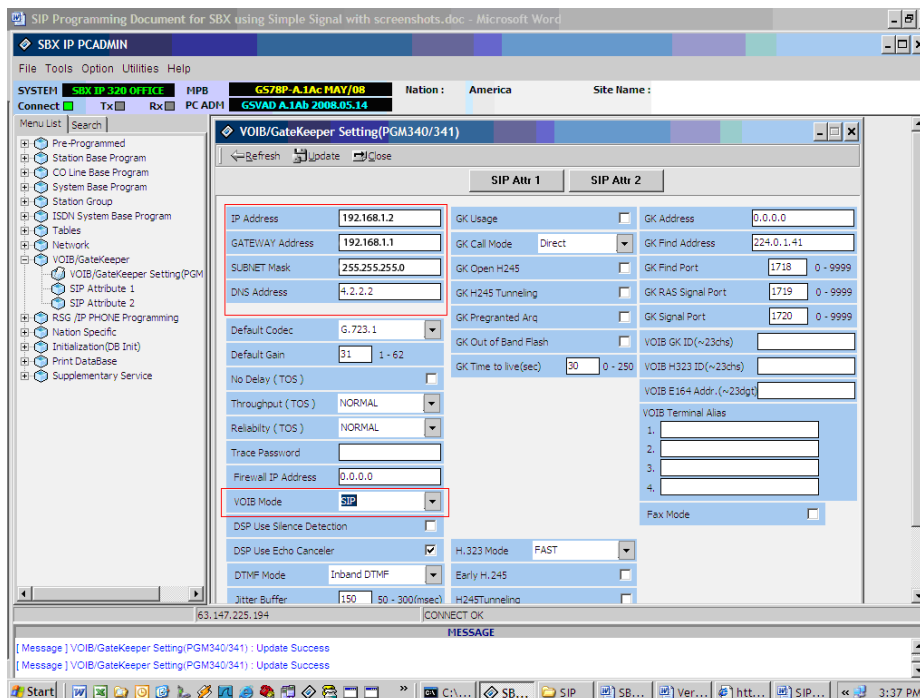 SIP Programming Document for SBX using Simple Signal with screenshots.doc - Microsoft Word
SBX IP PCADMIN
File Tools Option Utilities Help
SYSTEM SBX IP 320 OFFICE MPB GS78P-A.1Ac MAY/08 Nation : America Site Name :
Connect Tx Rx PC ADM GSVAD A.1Ab 2008.05.14
Menu List Search
Pre-Programmed
Station Base Program
CO Line Base Program
System Base Program
Station Group
ISDN System Base Program
Tables
Network
VOIB/GateKeeper
VOIB/GateKeeper Setting(PGM
SIP Attribute 1
SIP Attribute 2
RSG /IP PHONE Programming
Nation Specific
Initialization(DB Init)
Print DataBase
Supplementary Service
VOIB/GateKeeper Setting(PGM340/341)
Refresh Update Close
SIP Attr 1 SIP Attr 2
IP Address 192.168.1.2
GATEWAY Address 192.168.1.1
SUBNET Mask 255.255.255.0
DNS Address 4.2.2.2
Default Codec G.723.1
Default Gain 31 1 - 62
No Delay ( TOS )
Throughput ( TOS ) NORMAL
Reliabilty ( TOS ) NORMAL
Trace Password
Firewall IP Address 0.0.0.0
VOIB Mode SIP
DSP Use Silence Detection
DSP Use Echo Canceler
DTMF Mode Inband DTMF
Jitter Buffer 150 50 - 300(msec)
GK Usage
GK Call Mode Direct
GK Open H245
GK H245 Tunneling
GK Pregranted Arq
GK Out of Band Flash
GK Time to live(sec) 30 0 - 250
H.323 Mode FAST
Early H.245
H245Tunneling
GK Address 0.0.0.0
GK Find Address 224.0.1.41
GK Find Port 1718 0 - 9999
GK RAS Signal Port 1719 0 - 9999
GK Signal Port 1720 0 - 9999
VOIB GK ID(~23chs)
VOIB H323 ID(~23chs)
VOIB E164 Addr.(~23dgt)
VOIB Terminal Alias
1.
2.
3.
4.
Fax Mode
63.147.225.194 CONNECT OK
MESSAGE
[ Message ] VOIB/GateKeeper Setting(PGM340/341) : Update Success
[ Message ] VOIB/GateKeeper Setting(PGM340/341) : Update Success
Start » C:\... SB... SIP SB... Ver... htt... SIP... « 3:37 PM